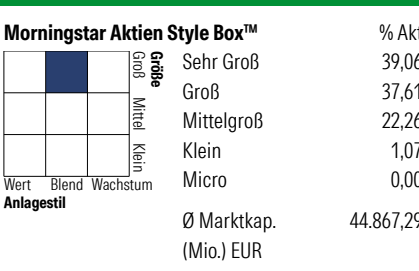 Morningstar Aktien Style Box™ % Akt
Größe
Groß
Mittel
Klein
Wert Blend Wachstum
Anlagestil
Sehr Groß 39,06
Groß 37,61
Mittelgroß 22,26
Klein 1,07
Micro 0,00
Ø Marktkap. 44.867,29
(Mio.) EUR